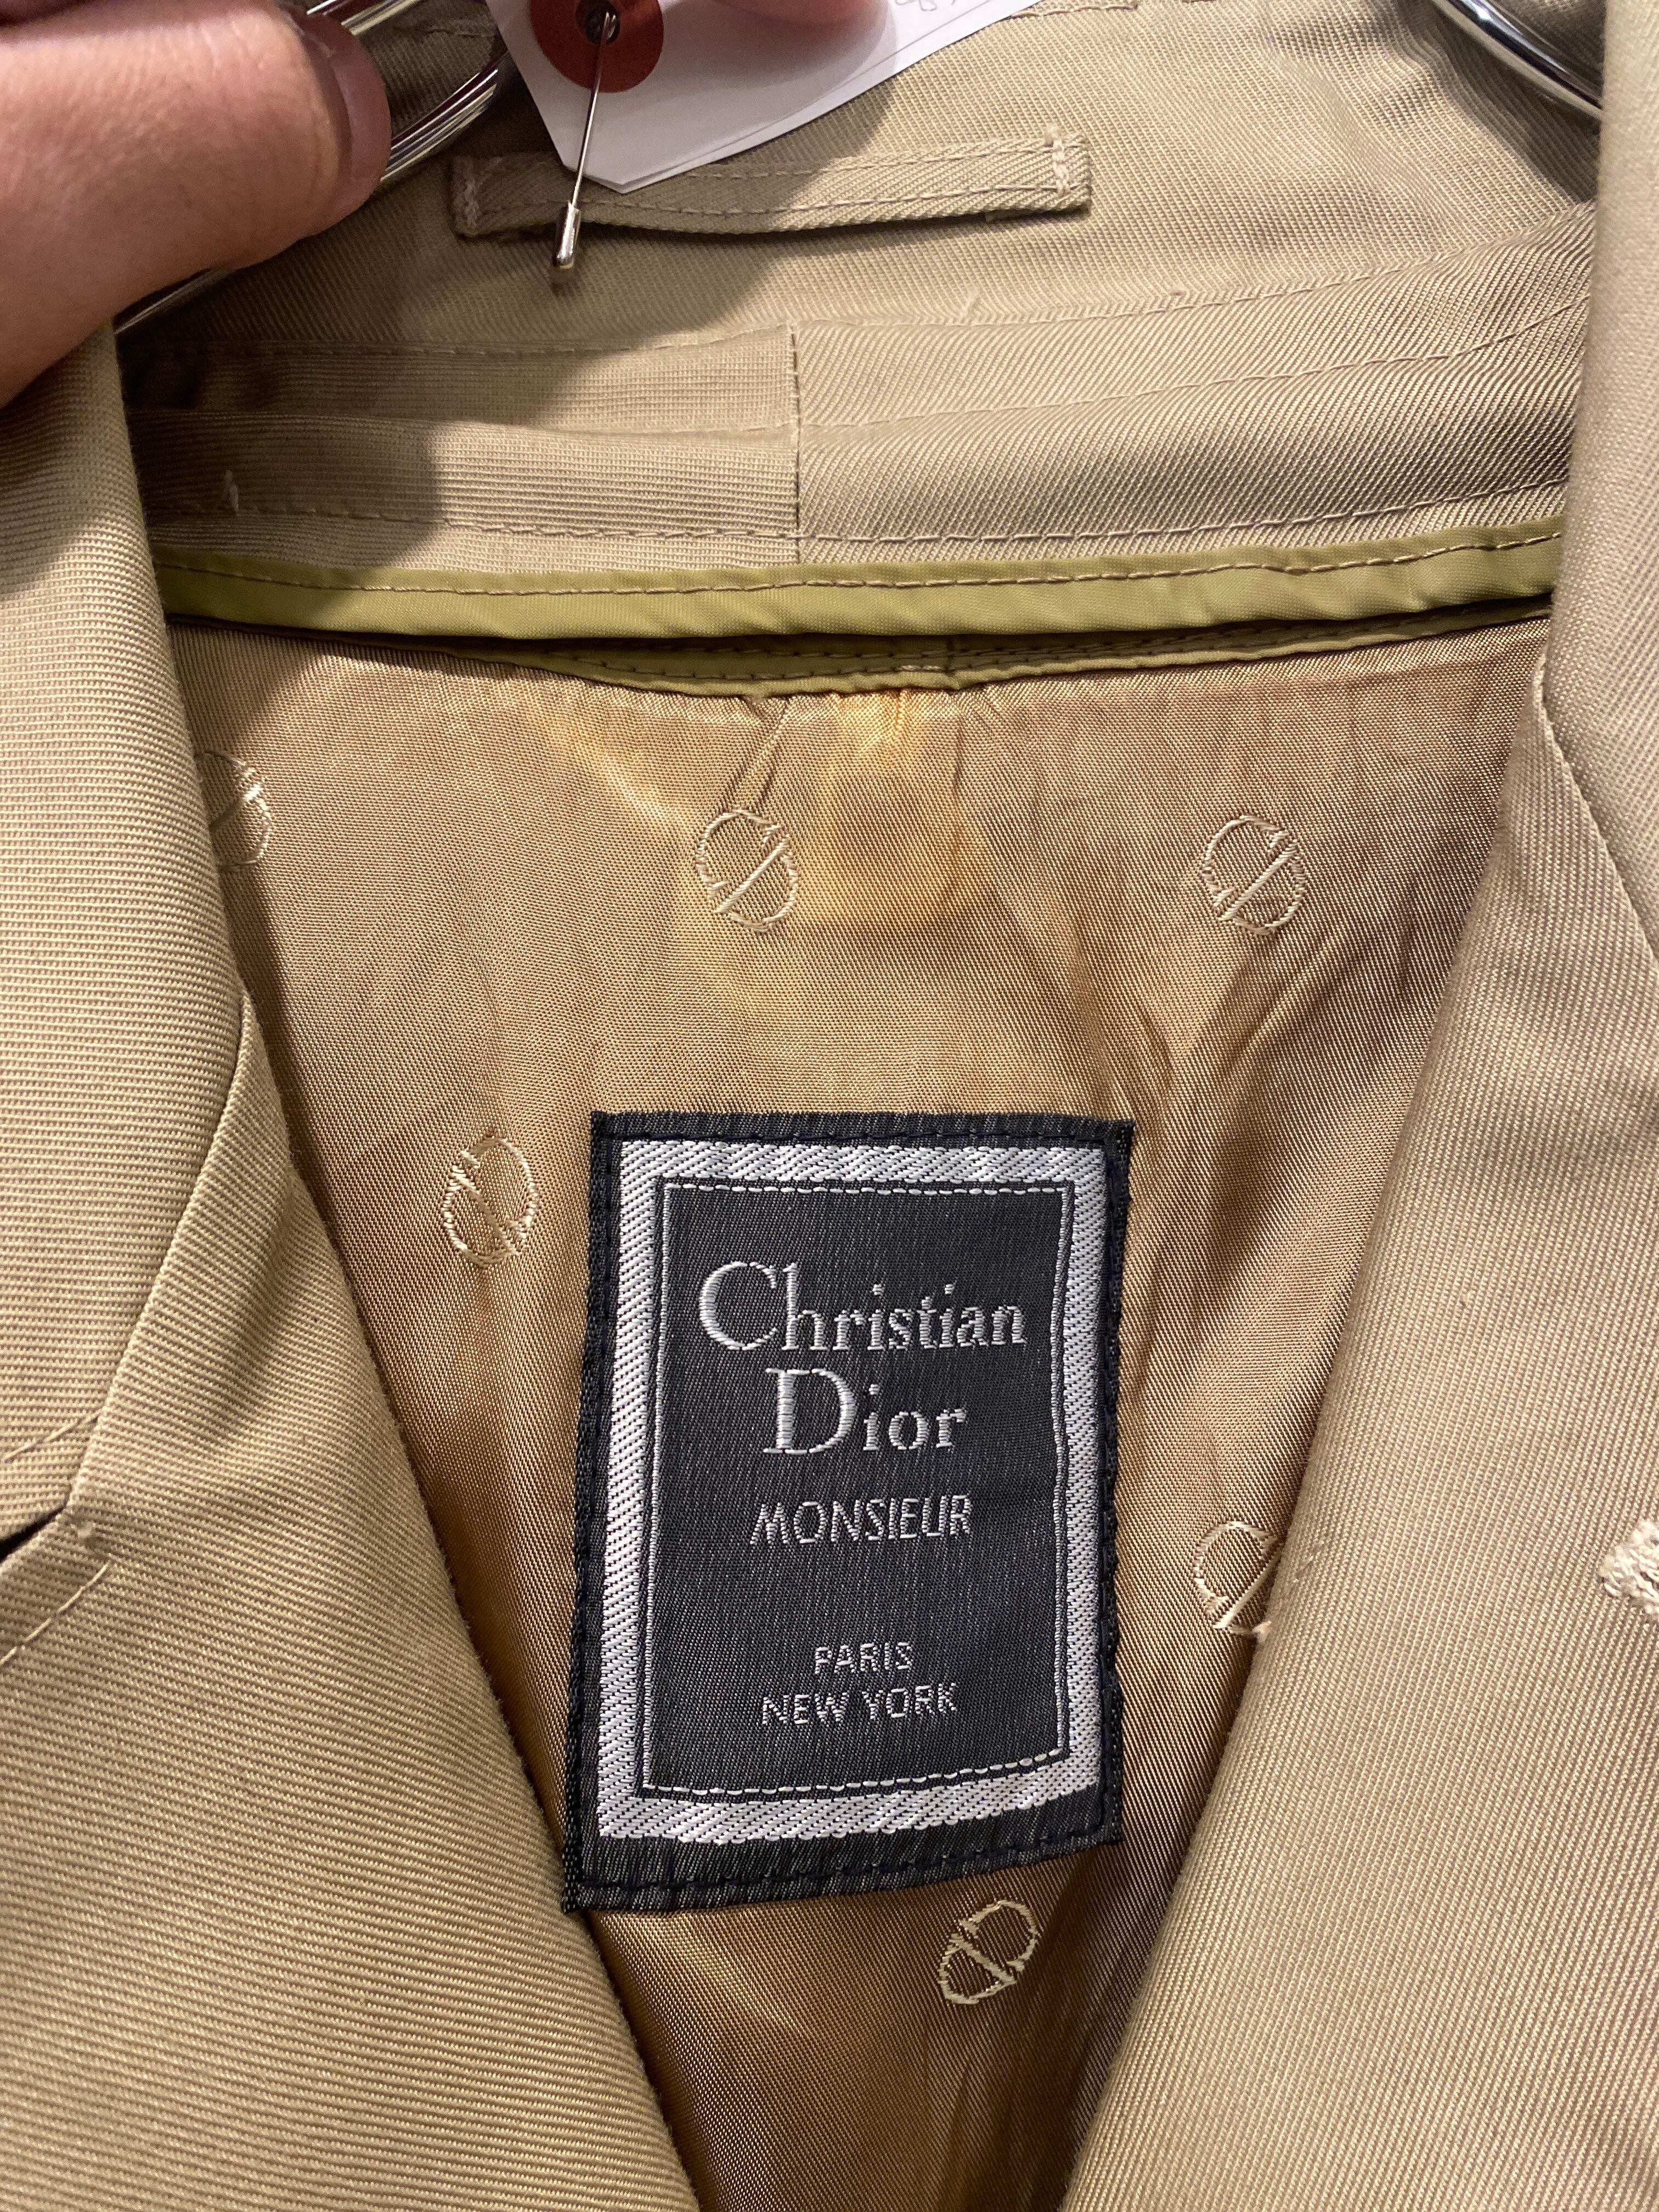 Christian
Dior
MONSIEUR
PARIS
NEW YORK